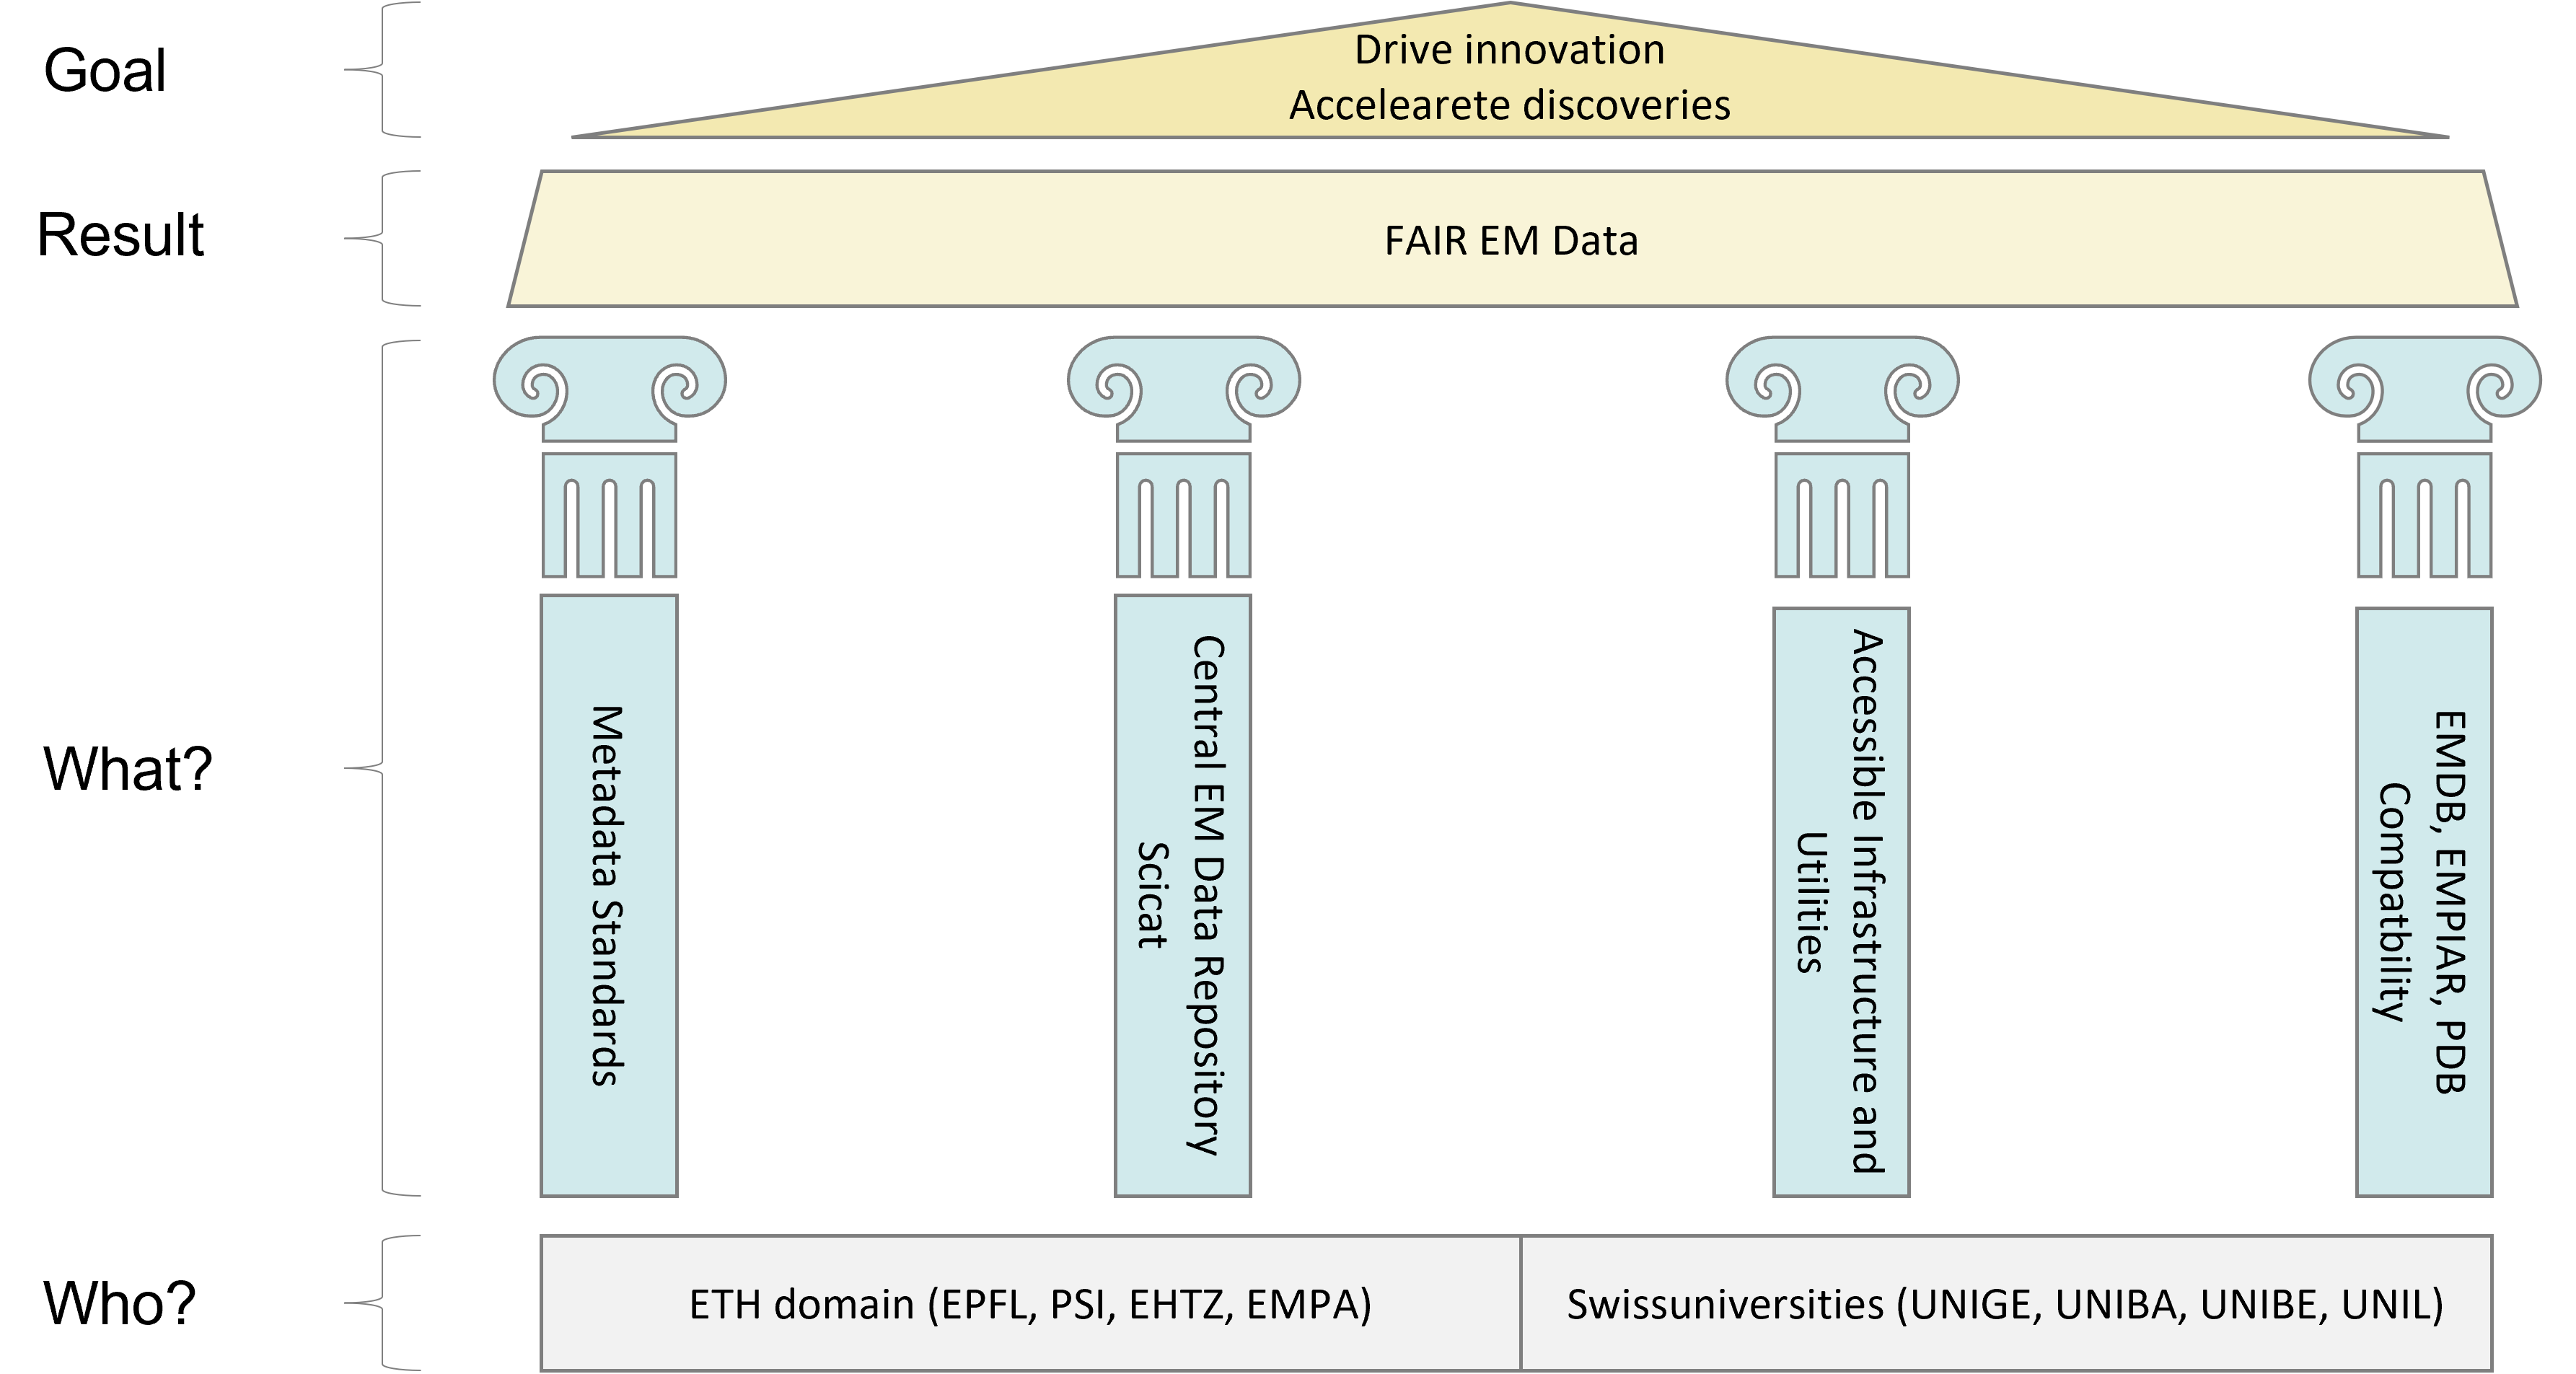 Goal
Drive innovation
Accelearete discoveries
Result
FAIR EM Data
What?
Metadata Standards
Central EM Data Repository
Scicat
Accessible Infrastructure and
Utilities
EMDB, EMPIAR, PDB
Compatbility
Who?
ETH domain (EPFL, PSI, EHTZ, EMPA)
Swissuniversities (UNIGE, UNIBA, UNIBE, UNIL)